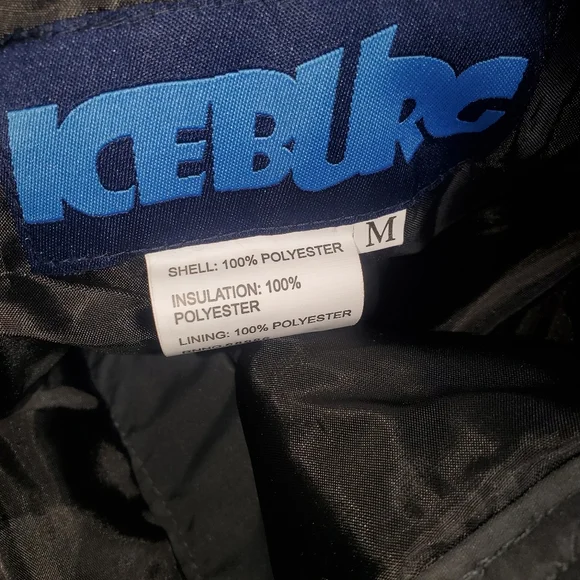 ICEBURG
M
SHELL: 100% POLYESTER
INSULATION: 100%
POLYESTER
LINING: 100% POLYESTER